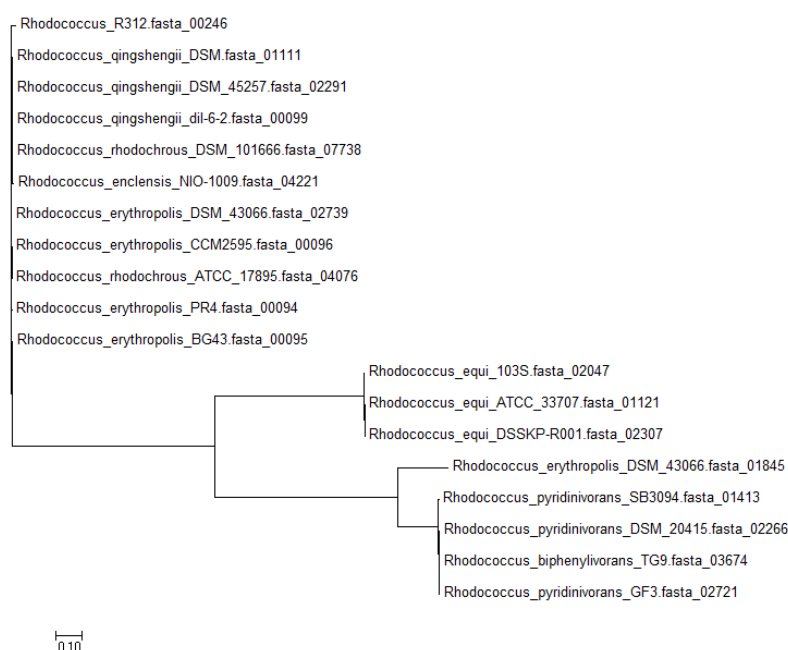 Rhodococcus_R312.fasta_00246
Rhodococcus_qingshengii_DSM.fasta_01111
Rhodococcus_qingshengii_DSM_45257.fasta_02291
Rhodococcus_qingshengii_dil-6-2.fasta_00099
Rhodococcus_rhodochrous_DSM_101666.fasta_07738
Rhodococcus_enclensis_NIO-1009.fasta_04221
Rhodococcus_erythropolis_DSM_43066.fasta_02739
Rhodococcus_erythropolis_CCM2595.fasta_00096
Rhodococcus_rhodochrous_ATCC_17895.fasta_04076
Rhodococcus_erythropolis_PR4.fasta_00094
Rhodococcus_erythropolis_BG43.fasta_00095
Rhodococcus_equi_103S.fasta_02047
Rhodococcus_equi_ATCC_33707.fasta_01121
Rhodococcus_equi_DSSKP-R001.fasta_02307
Rhodococcus_erythropolis_DSM_43066.fasta_01845
Rhodococcus_pyridinivorans_SB3094.fasta_01413
Rhodococcus_pyridinivorans_DSM_20415.fasta_02266
Rhodococcus_biphenylivorans_TG9.fasta_03674
Rhodococcus_pyridinivorans_GF3.fasta_02721
0.10